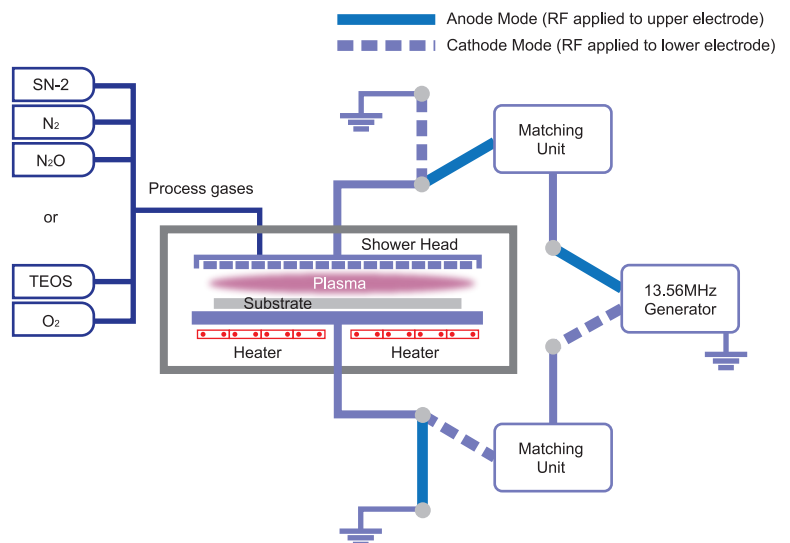 Anode Mode (RF applied to upper electrode)
Cathode Mode (RF applied to lower electrode)
SN-2
N₂
N₂O
or
TEOS
O₂
Process gases
Matching
Unit
Shower Head
Plasma
Substrate
Heater
Heater
13.56MHz
Generator
Matching
Unit